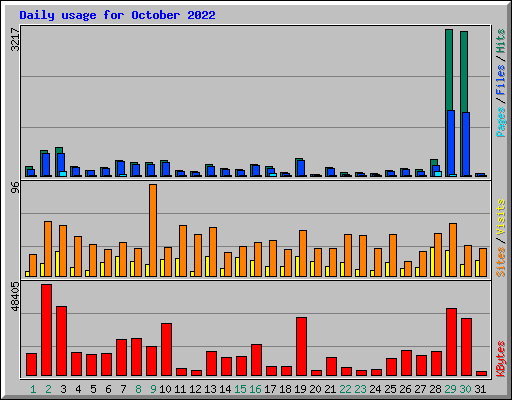 Daily usage for October 2022
3217
Pages / Files / Hits
96
Sites / Visits
48405
KBytes
1 2 3 4 5 6 7 8 9 10 11 12 13 14 15 16 17 18 19 20 21 22 23 24 25 26 27 28 29 30 31